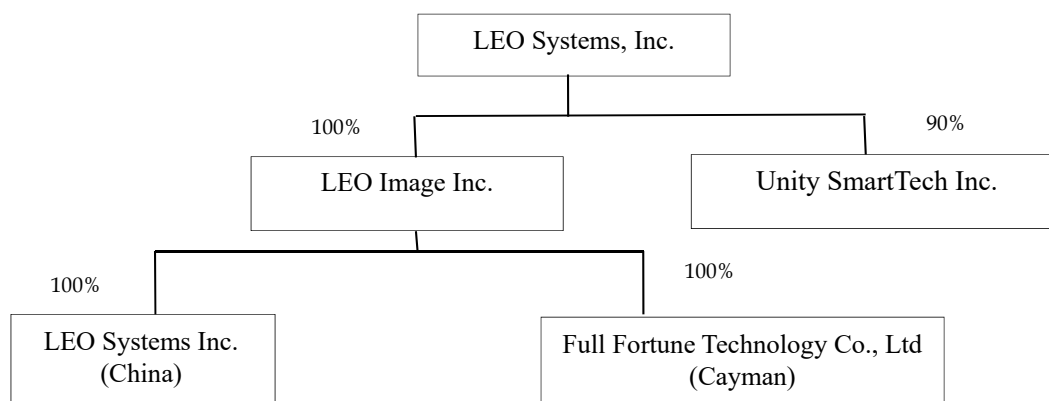 LEO Systems, Inc.
100%
90%
LEO Image Inc.
Unity SmartTech Inc.
100%
100%
LEO Systems Inc.
(China)
Full Fortune Technology Co., Ltd
(Cayman)